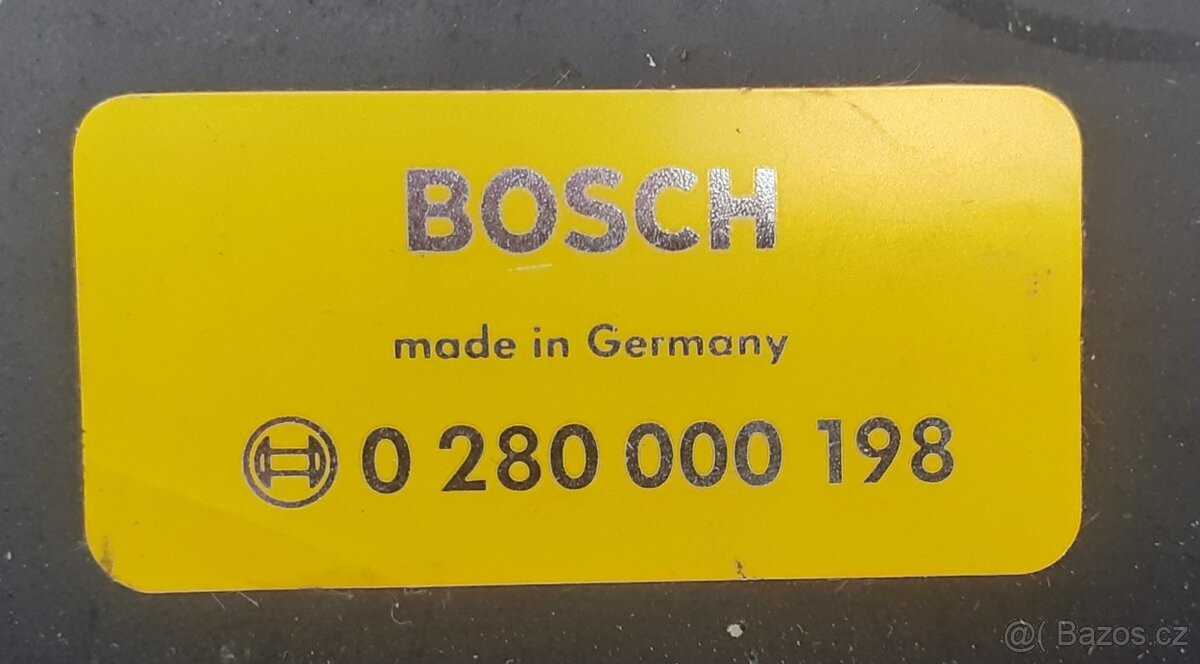 BOSCH
made in Germany
0 280 000 198
@( Bazos.cz